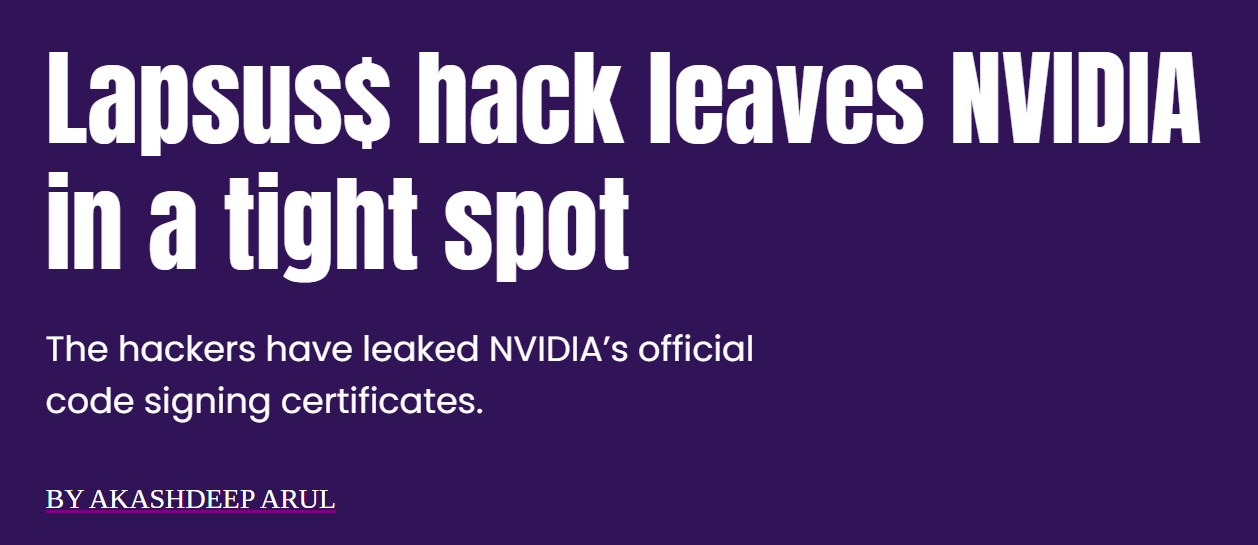 Lapsus$ hack leaves NVIDIA
in a tight spot
The hackers have leaked NVIDIA’s official
code signing certificates.
BY AKASHDEEP ARUL